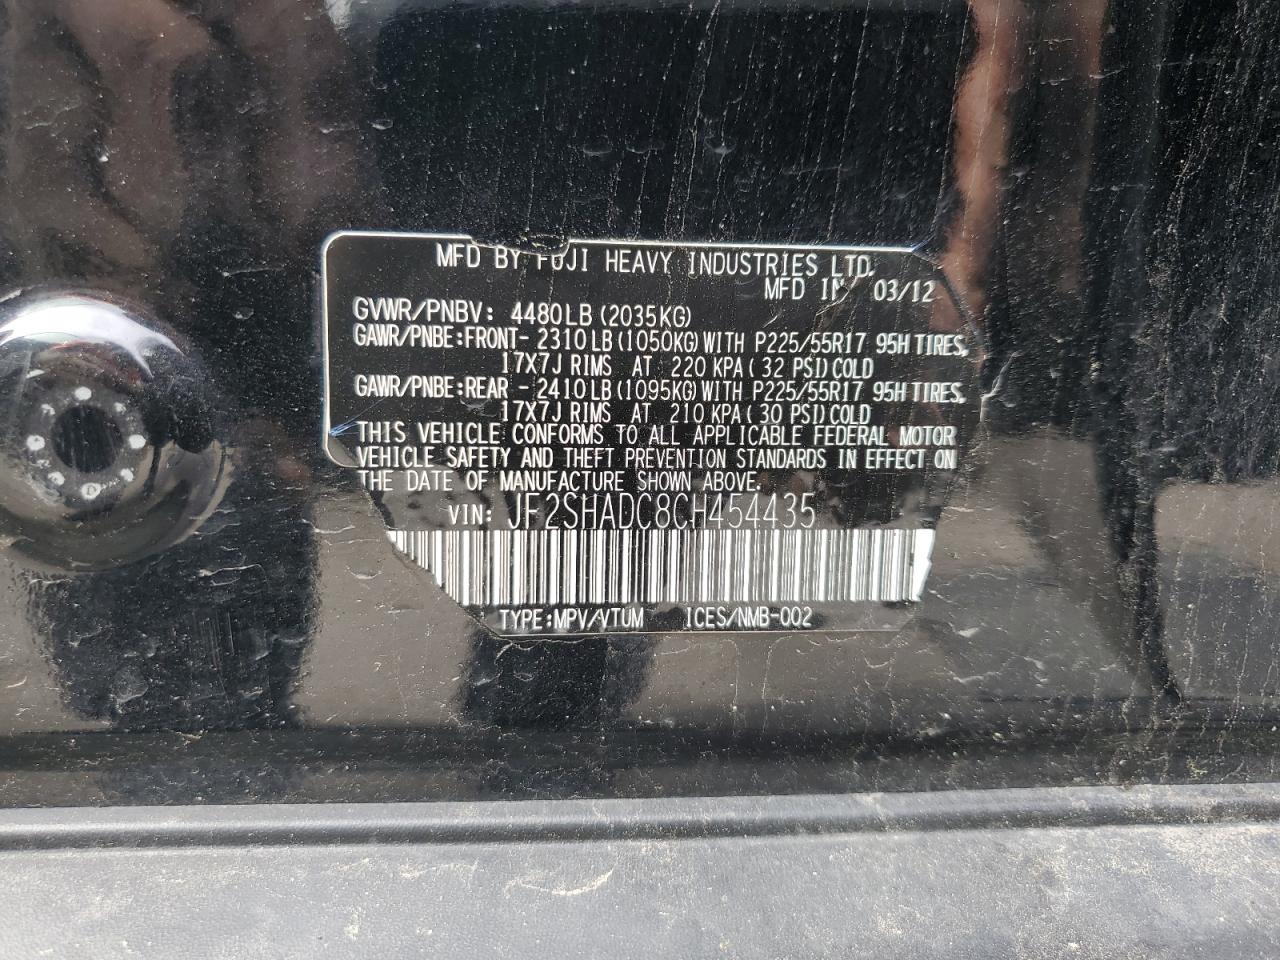 MFD BY FUJI HEAVY INDUSTRIES LTD.
MFD IN 03/12
GVWR/PNBV: 4480LB (2035KG)
GAWR/PNBE:FRONT- 2310LB(1050KG)WITH P225/55R17 95H TIRES,
17X7J RIMS AT 220 KPA(32 PSI)COLD
GAWR/PNBE:REAR - 2410LB(1095KG)WITH P225/55R17 95H TIRES,
17X7J RIMS AT 210 KPA(30 PSI)COLD
THIS VEHICLE CONFORMS TO ALL APPLICABLE FEDERAL MOTOR
VEHICLE SAFETY AND THEFT PREVENTION STANDARDS IN EFFECT ON
THE DATE OF MANUFACTURE SHOWN ABOVE.
VIN: JF2SHADC8CH454435
TYPE:MPV/VTUM ICES/NMB-002